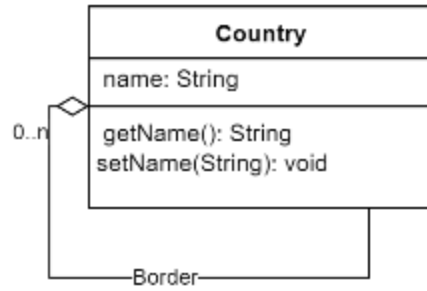 Country
name: String
0..n
getName(): String
setName(String): void
Border